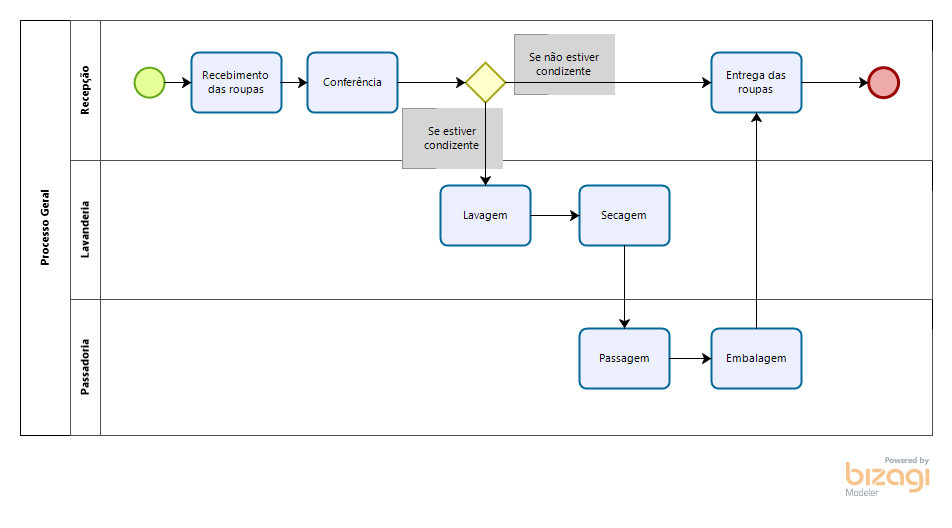 Processo Geral
Recepção
Recebimento
das roupas
Conferência
Se não estiver
condizente
Se estiver
condizente
Entrega das
roupas
Lavanderia
Lavagem
Secagem
Passadoria
Passagem
Embalagem
Powered by
bizagi
Modeler